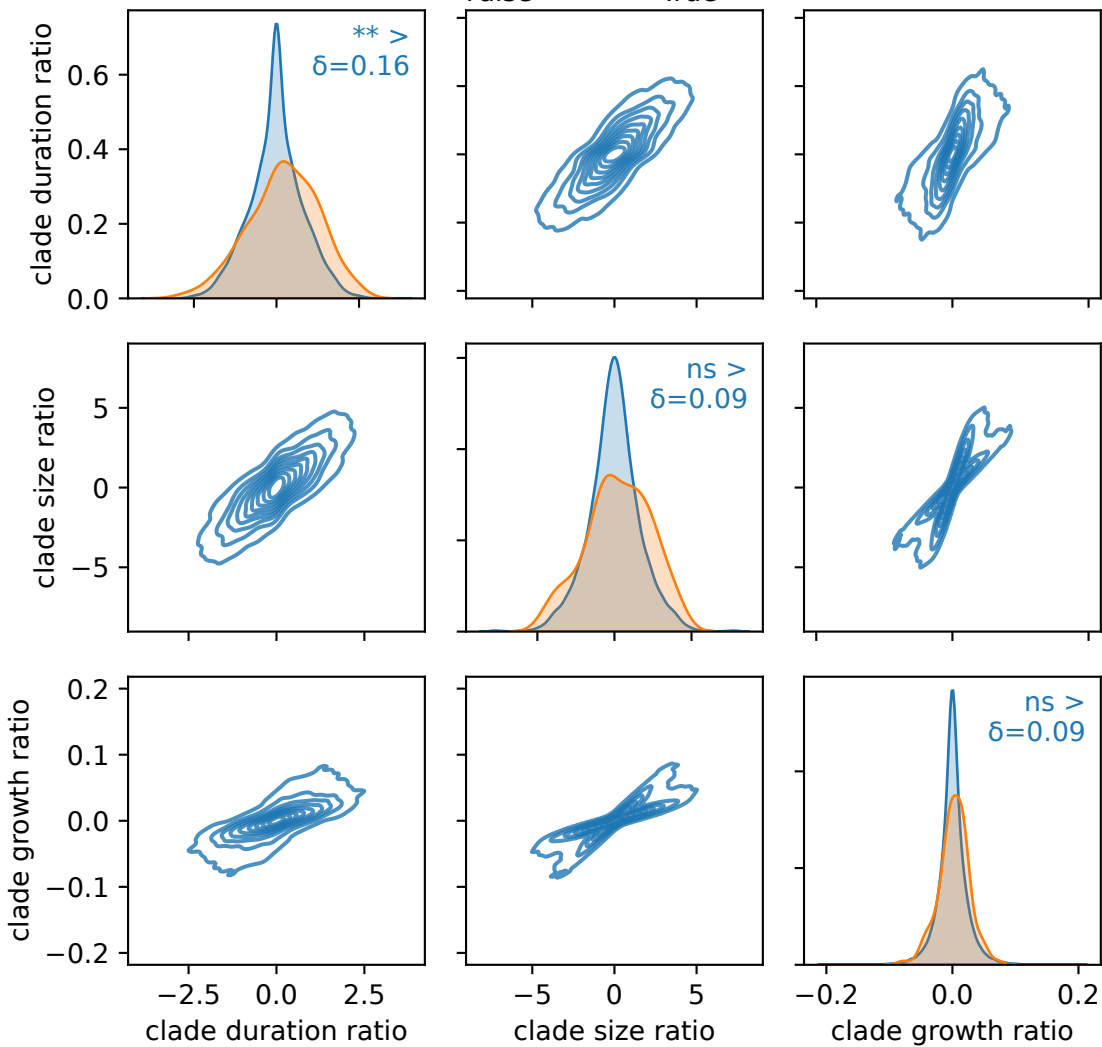 clade duration ratio
0.6
0.4
0.2
0.0
** >
δ=0.16
clade size ratio
5
0
−5
ns >
δ=0.09
clade growth ratio
0.2
0.1
0.0
−0.1
−0.2
ns >
δ=0.09
−2.5 0.0 2.5
−5 0 5
−0.2 0.0 0.2
clade duration ratio
clade size ratio
clade growth ratio